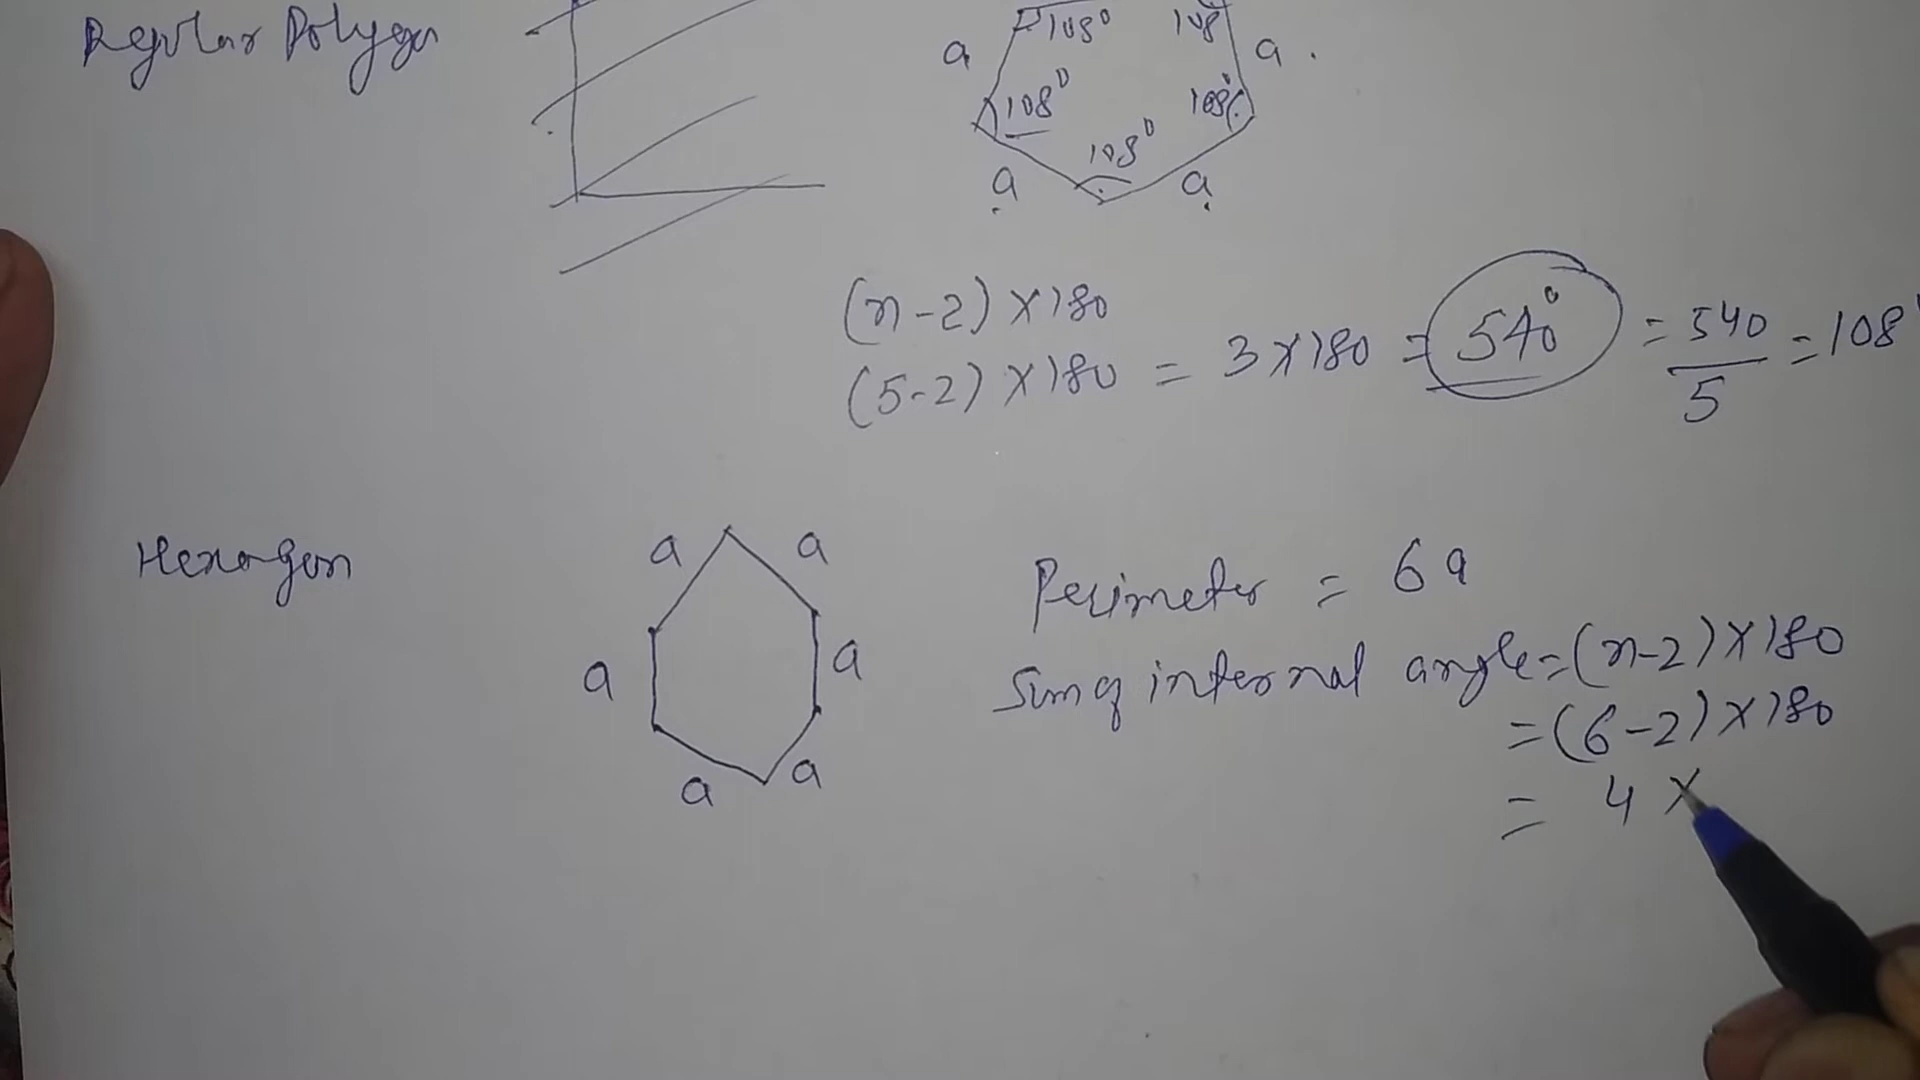 Regular Polygon
108° 108
a a
108° 108°
108°
a a
(n-2) × 180
(5-2) × 180 = 3 × 180 = 540° = 540/5 = 108°
Hexagon
a a
a a
a a
Perimeter = 6a
Sum of internal angle = (n-2) × 180
= (6-2) × 180
= 4 ×